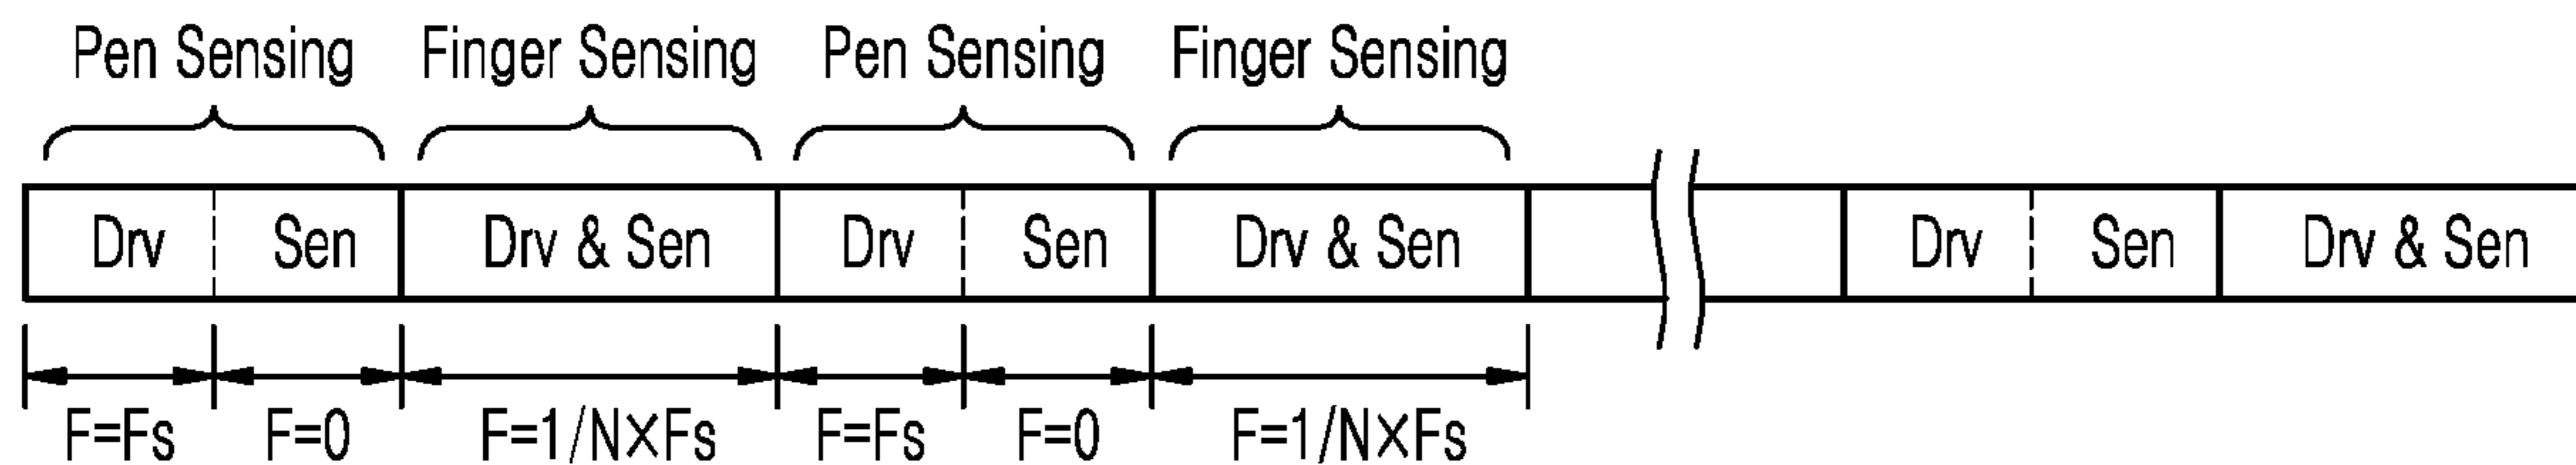 Pen Sensing Finger Sensing Pen Sensing Finger Sensing
Drv Sen Drv & Sen Drv Sen Drv & Sen Drv Sen Drv & Sen
F=Fs F=0 F=1/N×Fs F=Fs F=0 F=1/N×Fs